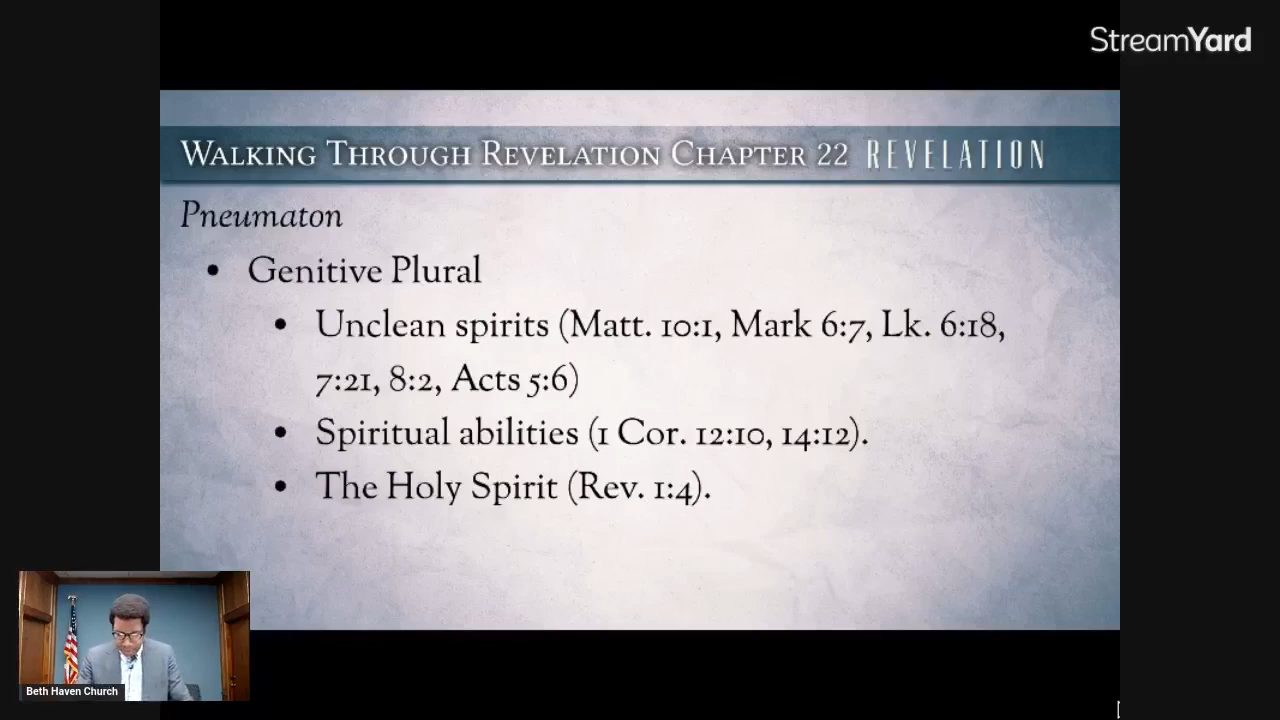 StreamYard
Walking Through Revelation Chapter 22 REVELATION
Pneumaton
• Genitive Plural
• Unclean spirits (Matt. 10:1, Mark 6:7, Lk. 6:18,
7:21, 8:2, Acts 5:6)
• Spiritual abilities (1 Cor. 12:10, 14:12).
• The Holy Spirit (Rev. 1:4).
Beth Haven Church